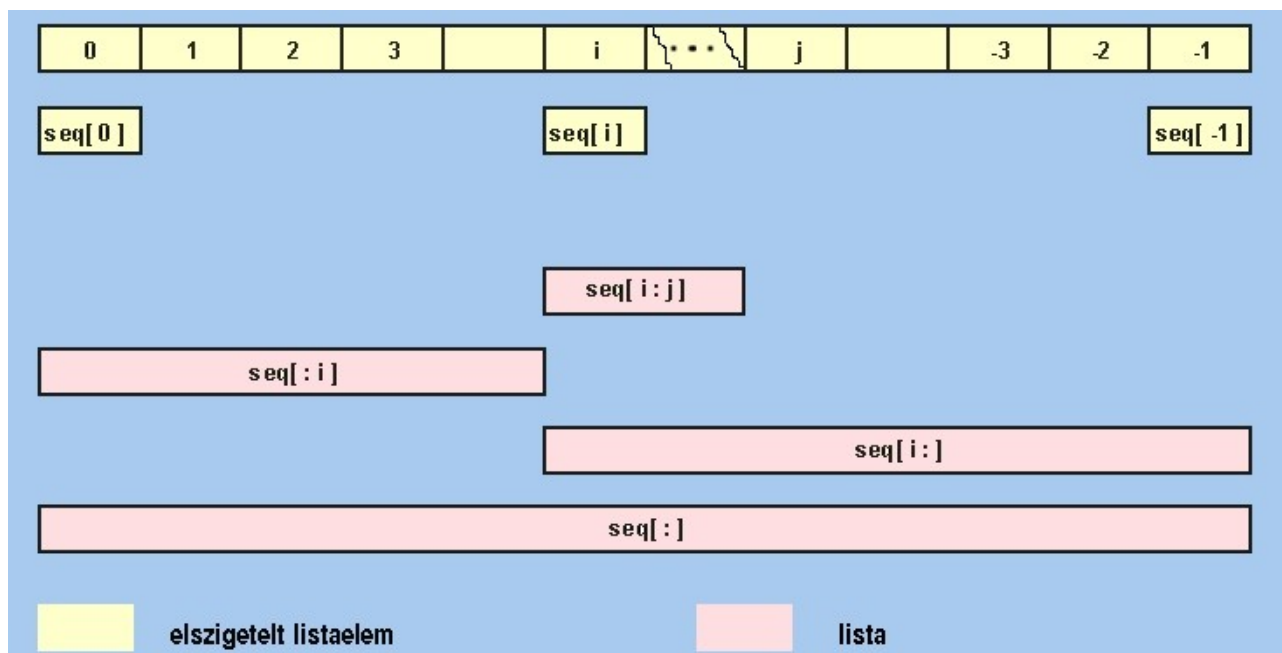 0 1 2 3 i ... j -3 -2 -1
seq[0] seq[i] seq[-1]
seq[i:j]
seq[:i]
seq[i:]
seq[:]
elszigetelt listaelem lista